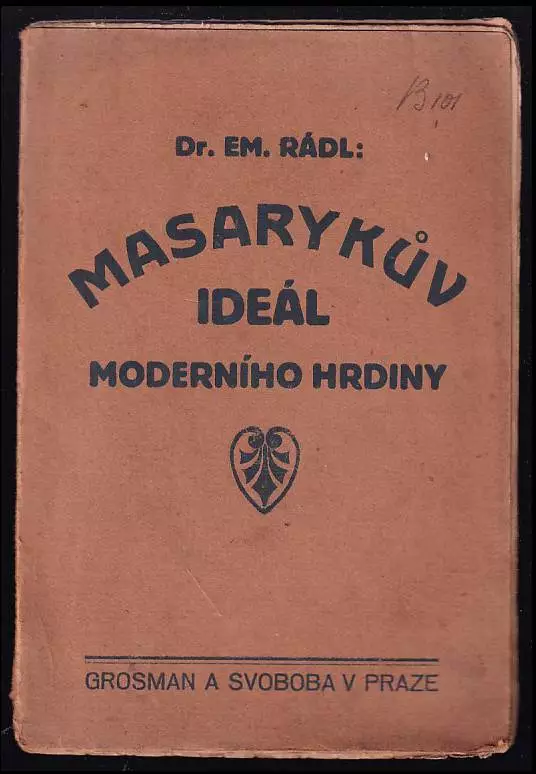 B 101
Dr. EM. RÁDL:
MASARYKŮV
IDEÁL
MODERNÍHO HRDINY
GROSMAN A SVOBOBA V PRAZE